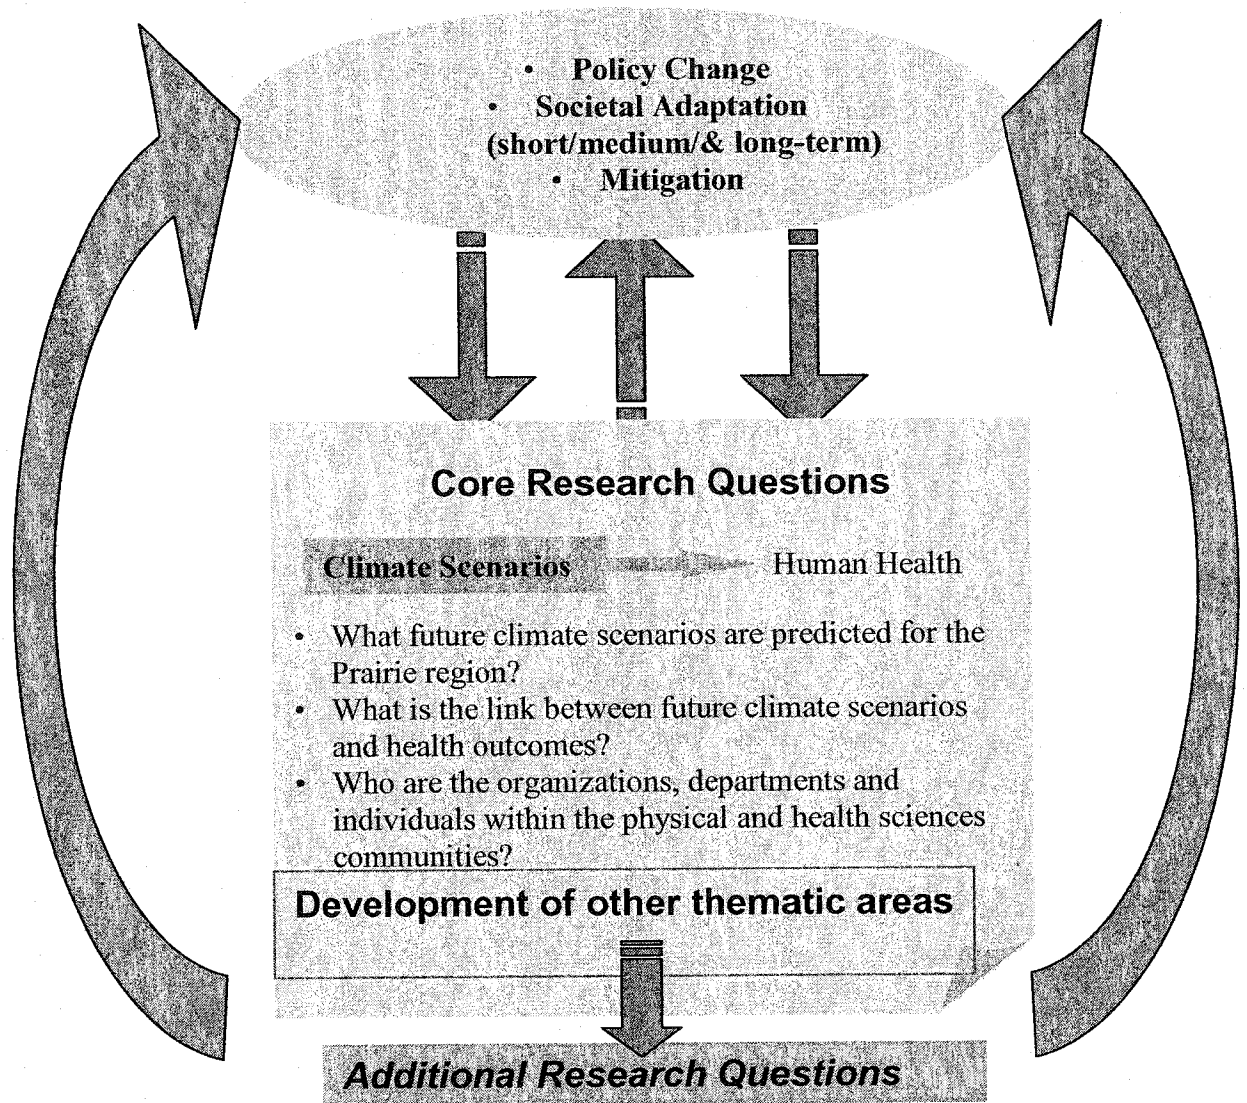 • Policy Change
• Societal Adaptation
(short/medium/& long-term)
• Mitigation
Core Research Questions
Climate Scenarios Human Health
• What future climate scenarios are predicted for the
Prairie region?
• What is the link between future climate scenarios
and health outcomes?
• Who are the organizations, departments and
individuals within the physical and health sciences
communities?
Development of other thematic areas
Additional Research Questions